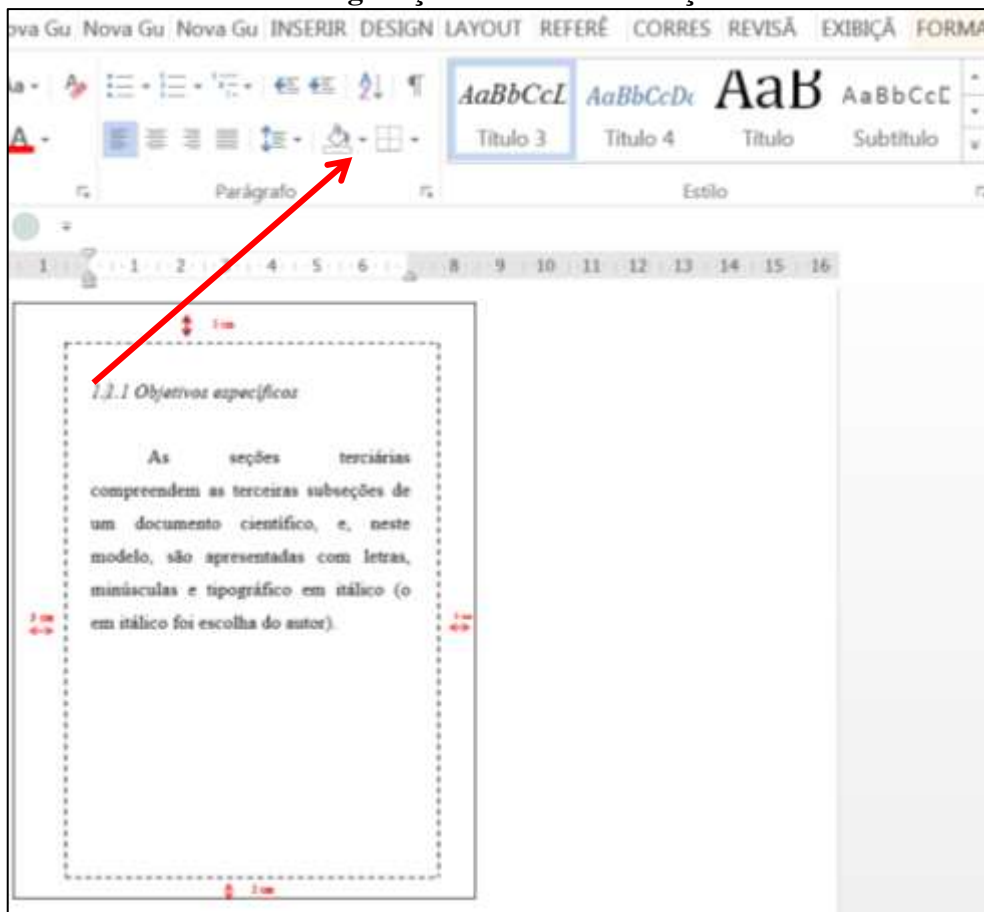 ova Gu Nova Gu Nova Gu INSERIR DESIGN LAYOUT REFERÊ CORRES REVISÃ EXIBIÇÃ FORMA
AaBbCcI AaBbCcDc AaB AaBbCcD
Título 3 Título 4 Título Subtítulo
Parágrafo Estilo
1 1 2 3 4 5 6 8 9 10 11 12 13 14 15 16
1.2.1 Objetivos específicos
As seções terciárias
compreendem as terceiras subseções de
um documento científico, e, neste
modelo, são apresentadas com letras,
minúsculas e tipográfico em itálico (o
em itálico foi escolha do autor).